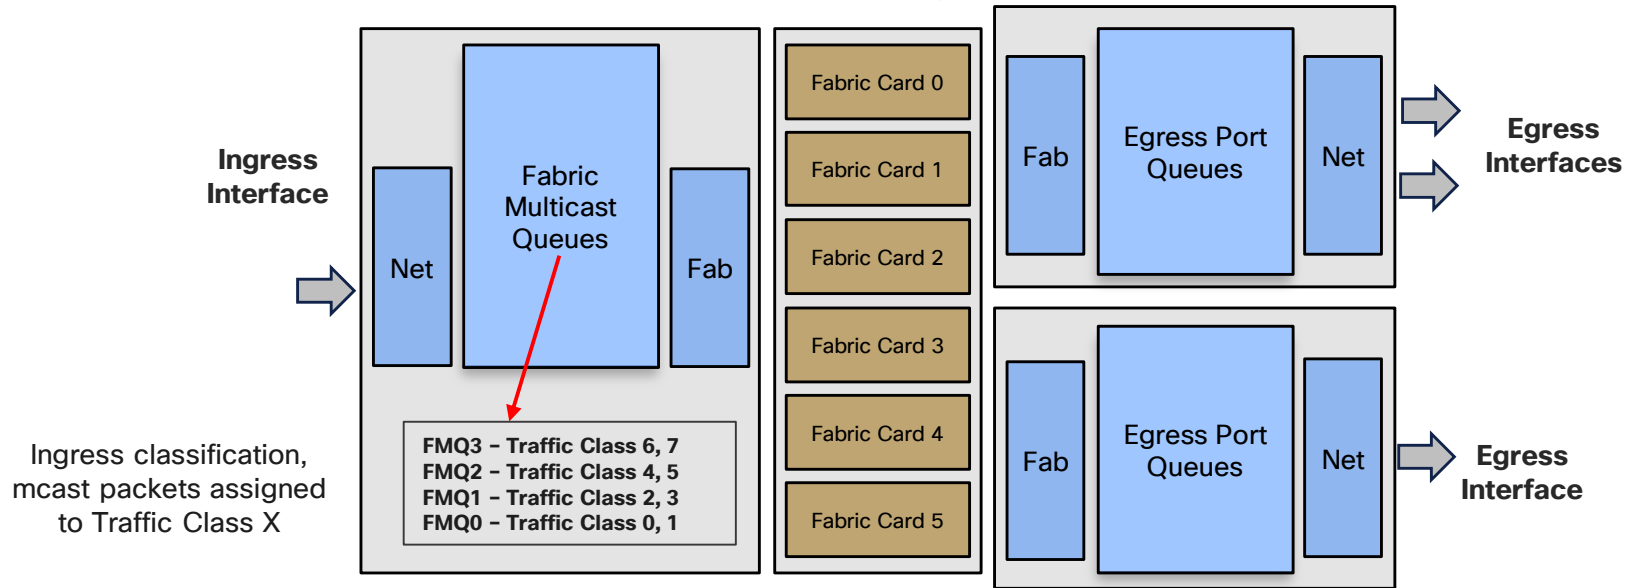 Ingress
Interface
Net
Fabric
Multicast
Queues
Fab
FMQ3 – Traffic Class 6, 7
FMQ2 – Traffic Class 4, 5
FMQ1 – Traffic Class 2, 3
FMQ0 – Traffic Class 0, 1
Ingress classification,
mcast packets assigned
to Traffic Class X
Fabric Card 0
Fabric Card 1
Fabric Card 2
Fabric Card 3
Fabric Card 4
Fabric Card 5
Fab
Egress Port
Queues
Net
Egress
Interfaces
Fab
Egress Port
Queues
Net
Egress
Interface